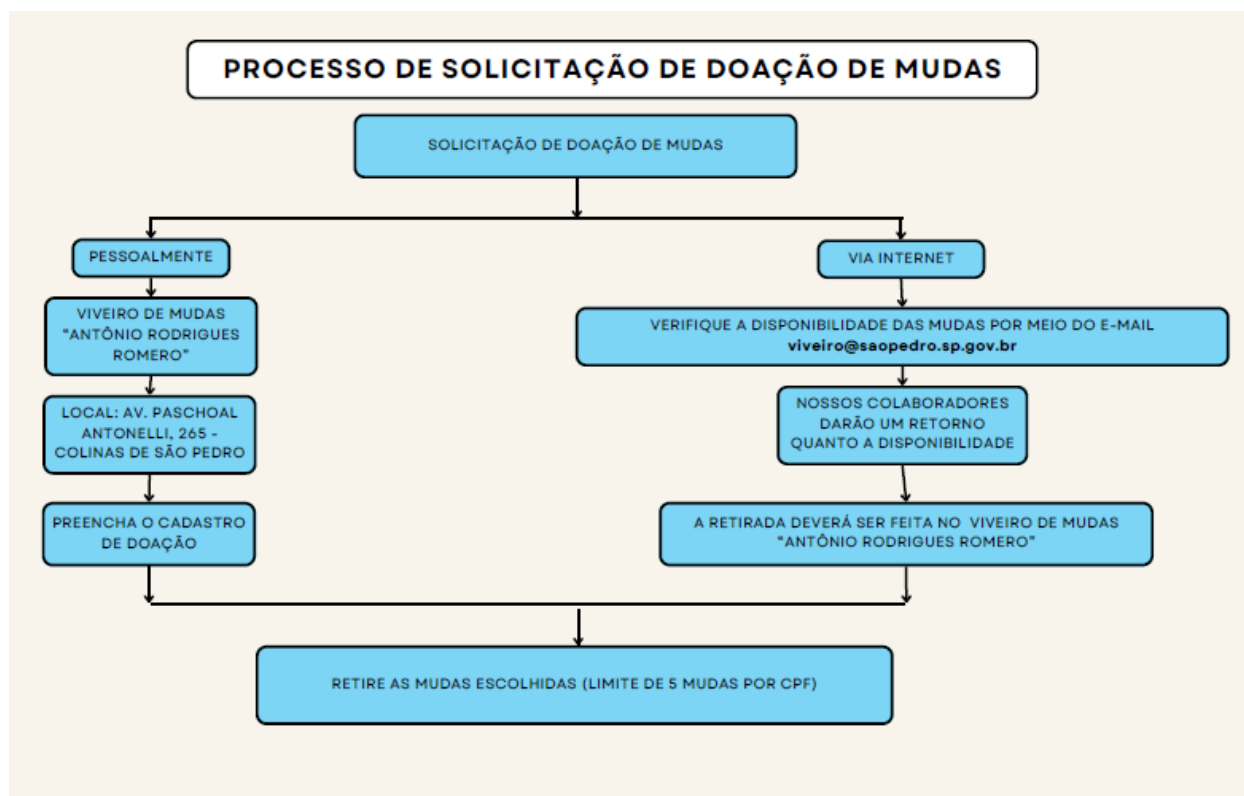 PROCESSO DE SOLICITAÇÃO DE DOAÇÃO DE MUDAS
SOLICITAÇÃO DE DOAÇÃO DE MUDAS
PESSOALMENTE
VIVEIRO DE MUDAS
“ANTÔNIO RODRIGUES
ROMERO”
LOCAL: AV. PASCHOAL
ANTONELLI, 265 -
COLINAS DE SÃO PEDRO
PREENCHA O CADASTRO
DE DOAÇÃO
VIA INTERNET
VERIFIQUE A DISPONIBILIDADE DAS MUDAS POR MEIO DO E-MAIL
viveiro@saopedro.sp.gov.br
NOSSOS COLABORADORES
DARÃO UM RETORNO
QUANTO A DISPONIBILIDADE
A RETIRADA DEVERÁ SER FEITA NO VIVEIRO DE MUDAS
“ANTÔNIO RODRIGUES ROMERO”
RETIRE AS MUDAS ESCOLHIDAS (LIMITE DE 5 MUDAS POR CPF)